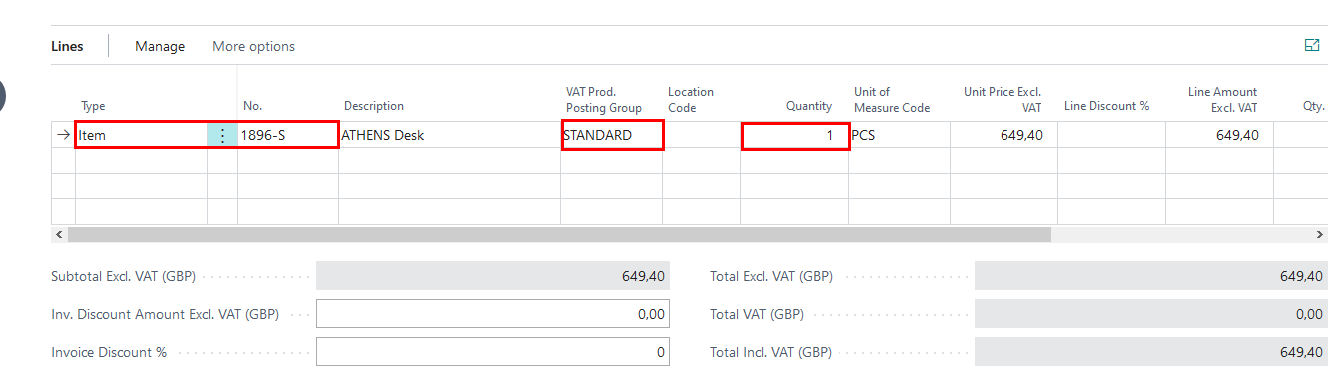 Lines Manage More options
VAT Prod. Location Unit of Unit Price Excl. Line Amount
Type No. Description Posting Group Code Quantity Measure Code VAT Line Discount % Excl. VAT Qty.
Item 1896-S ATHENS Desk STANDARD 1 PCS 649,40 649,40
Subtotal Excl. VAT (GBP) 649,40 Total Excl. VAT (GBP) 649,40
Inv. Discount Amount Excl. VAT (GBP) 0,00 Total VAT (GBP) 0,00
Invoice Discount % 0 Total Incl. VAT (GBP) 649,40